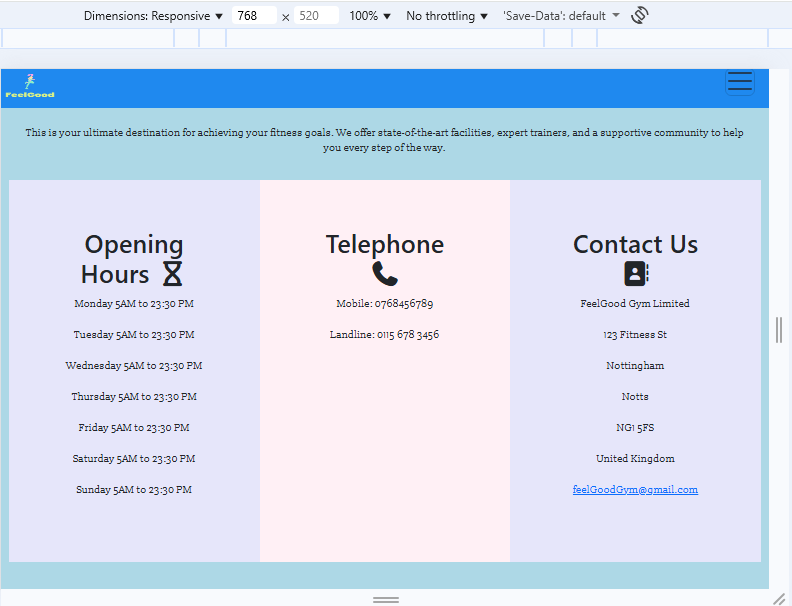 Dimensions: Responsive ▼ 768 × 520 100% ▼ No throttling ▼ 'Save-Data': default ▼
FeelGood
This is your ultimate destination for achieving your fitness goals. We offer state-of-the-art facilities, expert trainers, and a supportive community to help
you every step of the way.
Opening
Hours
Monday 5AM to 23:30 PM
Tuesday 5AM to 23:30 PM
Wednesday 5AM to 23:30 PM
Thursday 5AM to 23:30 PM
Friday 5AM to 23:30 PM
Saturday 5AM to 23:30 PM
Sunday 5AM to 23:30 PM
Telephone
Mobile: 0768456789
Landline: 0115 678 3456
Contact Us
FeelGood Gym Limited
123 Fitness St
Nottingham
Notts
NG1 5FS
United Kingdom
feelGoodGym@gmail.com